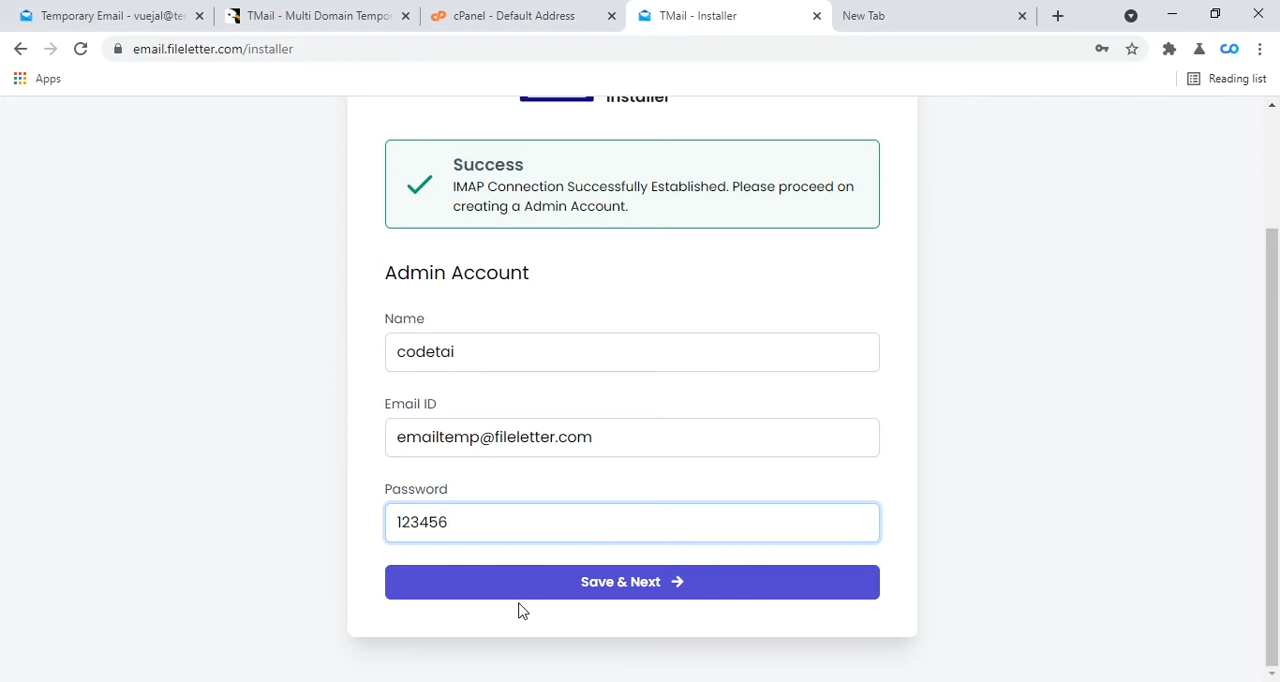 Temporary Email - vuejal@te
TMail - Multi Domain Tempo
cPanel - Default Address
TMail - Installer
New Tab
email.fileletter.com/installer
Apps
Reading list
Installer
Success
IMAP Connection Successfully Established. Please proceed on
creating a Admin Account.
Admin Account
Name
codetai
Email ID
emailtemp@fileletter.com
Password
123456
Save & Next